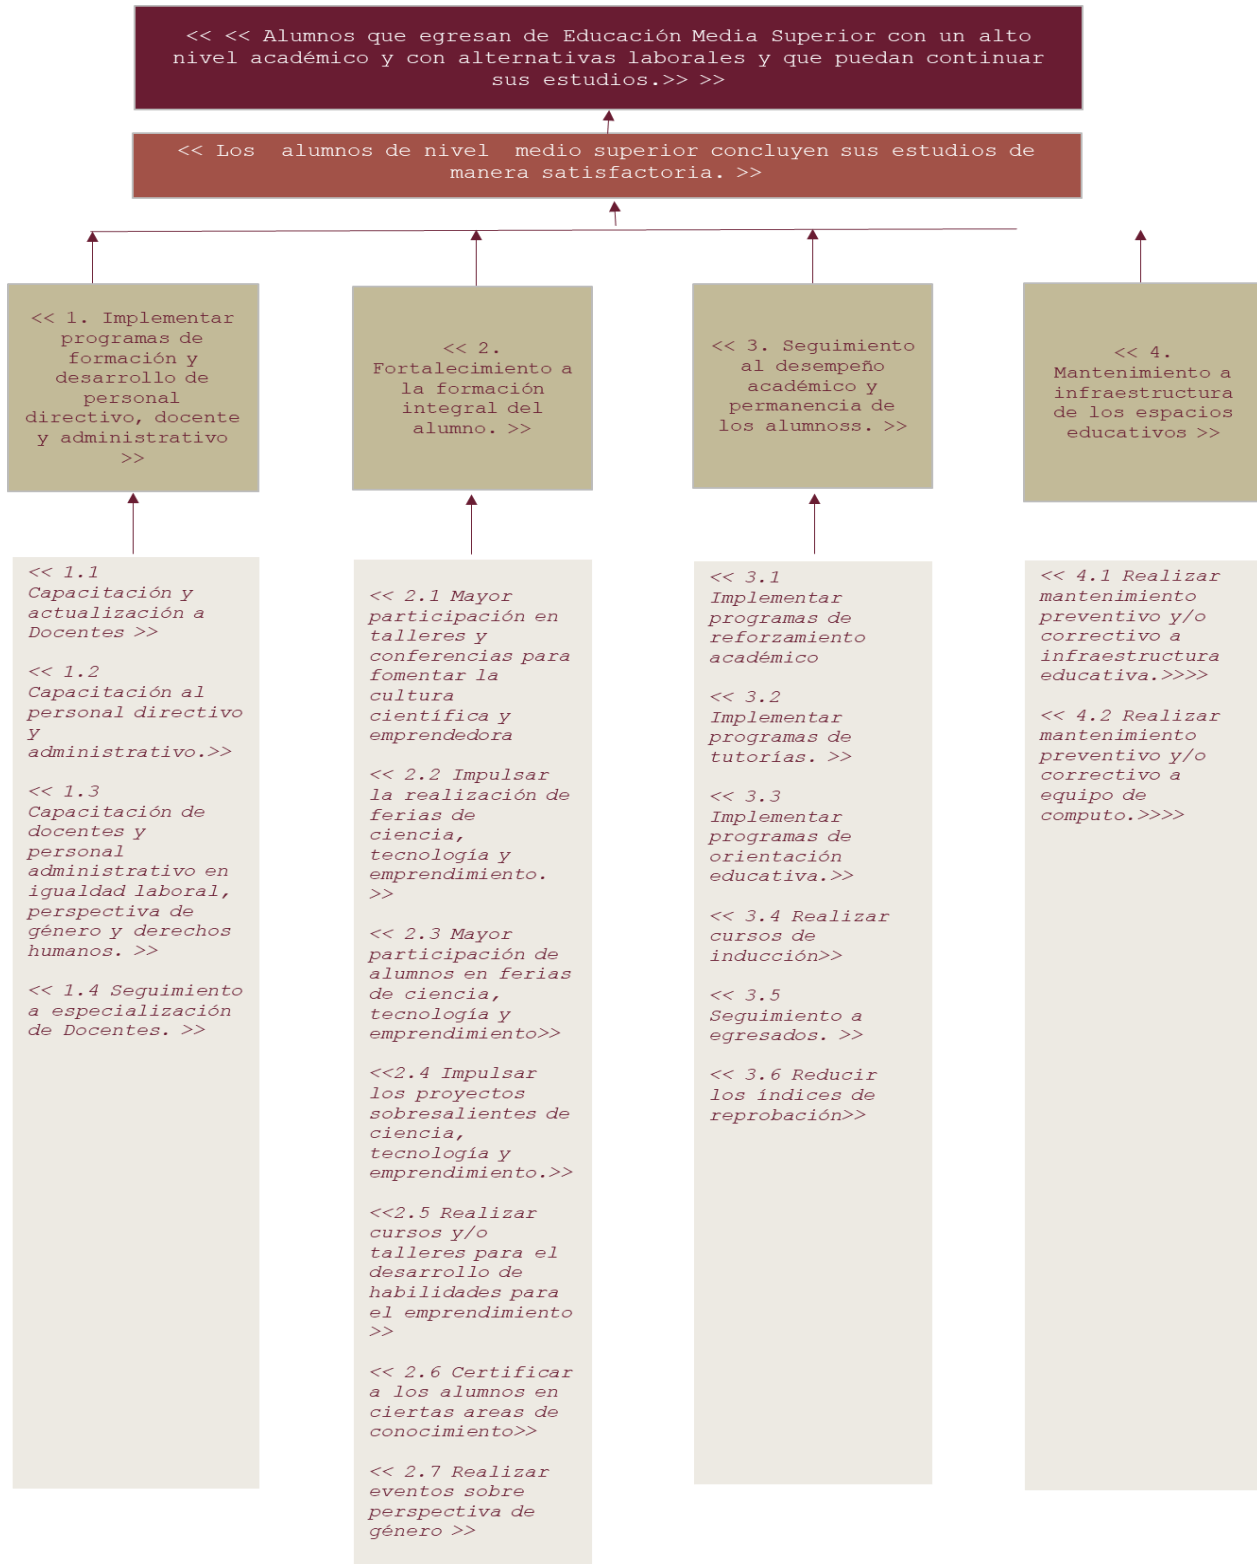 << << Alumnos que egresan de Educación Media Superior con un alto
nivel académico y con alternativas laborales y que puedan continuar
sus estudios.>> >>
<< Los alumnos de nivel medio superior concluyen sus estudios de
manera satisfactoria. >>
<< 1. Implementar
programas de
formación y
desarrollo de
personal
directivo, docente
y administrativo
>>
<< 2.
Fortalecimiento a
la formación
integral del
alumno. >>
<< 3. Seguimiento
al desempeño
académico y
permanencia de
los alumnoss. >>
<< 4.
Mantenimiento a
infraestructura
de los espacios
educativos >>
<< 1.1
Capacitación y
actualización a
Docentes >>
<< 1.2
Capacitación al
personal directivo
y
administrativo.>>
<< 1.3
Capacitación de
docentes y
personal
administrativo en
igualdad laboral,
perspectiva de
género y derechos
humanos. >>
<< 1.4 Seguimiento
a especialización
de Docentes. >>
<< 2.1 Mayor
participación en
talleres y
conferencias para
fomentar la
cultura
científica y
emprendedora
<< 2.2 Impulsar
la realización de
ferias de
ciencia,
tecnología y
emprendimiento.
>>
<< 2.3 Mayor
participación de
alumnos en ferias
de ciencia,
tecnología y
emprendimiento>>
<<2.4 Impulsar
los proyectos
sobresalientes de
ciencia,
tecnología y
emprendimiento.>>
<<2.5 Realizar
cursos y/o
talleres para el
desarrollo de
habilidades para
el emprendimiento
>>
<< 2.6 Certificar
a los alumnos en
ciertas areas de
conocimiento>>
<< 2.7 Realizar
eventos sobre
perspectiva de
género >>
<< 3.1
Implementar
programas de
reforzamiento
académico
<< 3.2
Implementar
programas de
tutorías. >>
<< 3.3
Implementar
programas de
orientación
educativa.>>
<< 3.4 Realizar
cursos de
inducción>>
<< 3.5
Seguimiento a
egresados. >>
<< 3.6 Reducir
los índices de
reprobación>>
<< 4.1 Realizar
mantenimiento
preventivo y/o
correctivo a
infraestructura
educativa.>>>>
<< 4.2 Realizar
mantenimiento
preventivo y/o
correctivo a
equipo de
computo.>>>>